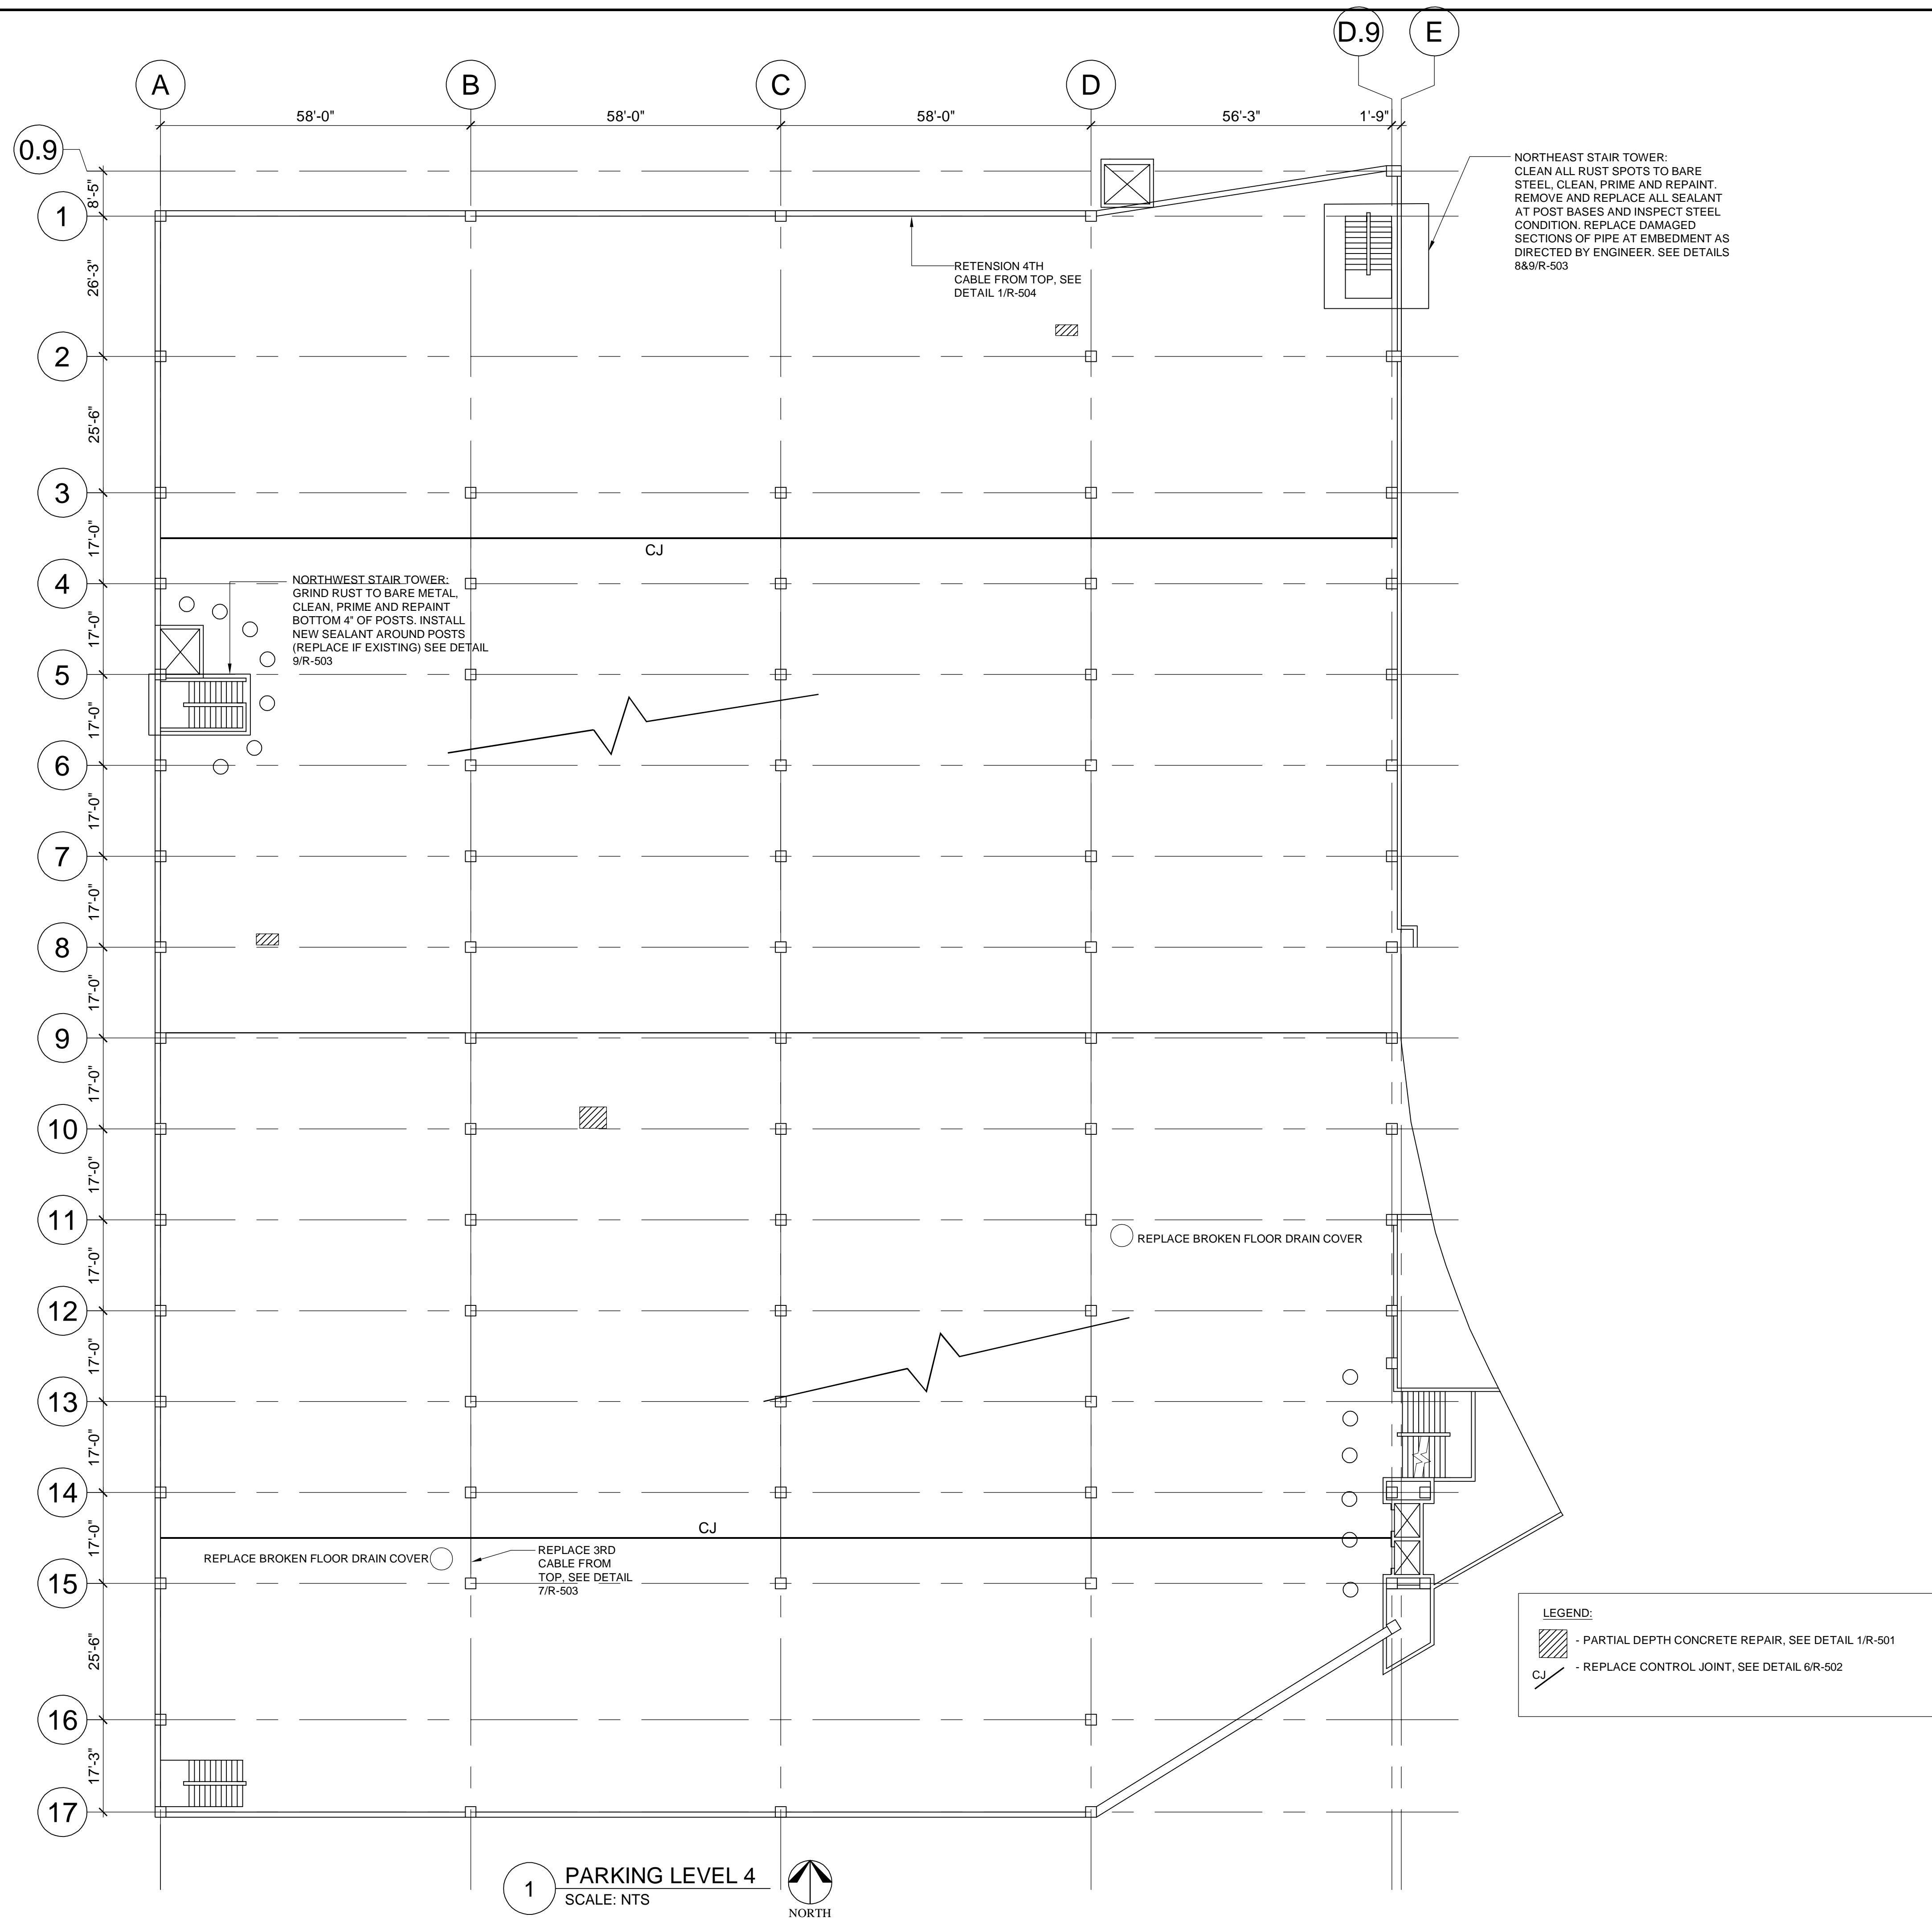 D.9
E
A
B
C
D
58'-0"
58'-0"
58'-0"
56'-3"
1'-9"
0.9
8'-5"
1
26'-3"
2
25'-6"
3
17'-0"
4
17'-0"
5
17'-0"
6
17'-0"
7
17'-0"
8
17'-0"
9
17'-0"
10
17'-0"
11
17'-0"
12
17'-0"
13
17'-0"
14
17'-0"
15
25'-6"
16
17'-3"
17
NORTHEAST STAIR TOWER:
CLEAN ALL RUST SPOTS TO BARE
STEEL, CLEAN, PRIME AND REPAINT.
REMOVE AND REPLACE ALL SEALANT
AT POST BASES AND INSPECT STEEL
CONDITION. REPLACE DAMAGED
SECTIONS OF PIPE AT EMBEDMENT AS
DIRECTED BY ENGINEER. SEE DETAILS
8&9/R-503
RETENSION 4TH
CABLE FROM TOP, SEE
DETAIL 1/R-504
CJ
NORTHWEST STAIR TOWER:
GRIND RUST TO BARE METAL,
CLEAN, PRIME AND REPAINT
BOTTOM 4" OF POSTS. INSTALL
NEW SEALANT AROUND POSTS
(REPLACE IF EXISTING) SEE DETAIL
9/R-503
REPLACE BROKEN FLOOR DRAIN COVER
CJ
REPLACE BROKEN FLOOR DRAIN COVER
REPLACE 3RD
CABLE FROM
TOP, SEE DETAIL
7/R-503
LEGEND:
- PARTIAL DEPTH CONCRETE REPAIR, SEE DETAIL 1/R-501
CJ - REPLACE CONTROL JOINT, SEE DETAIL 6/R-502
1
PARKING LEVEL 4
SCALE: NTS
NORTH